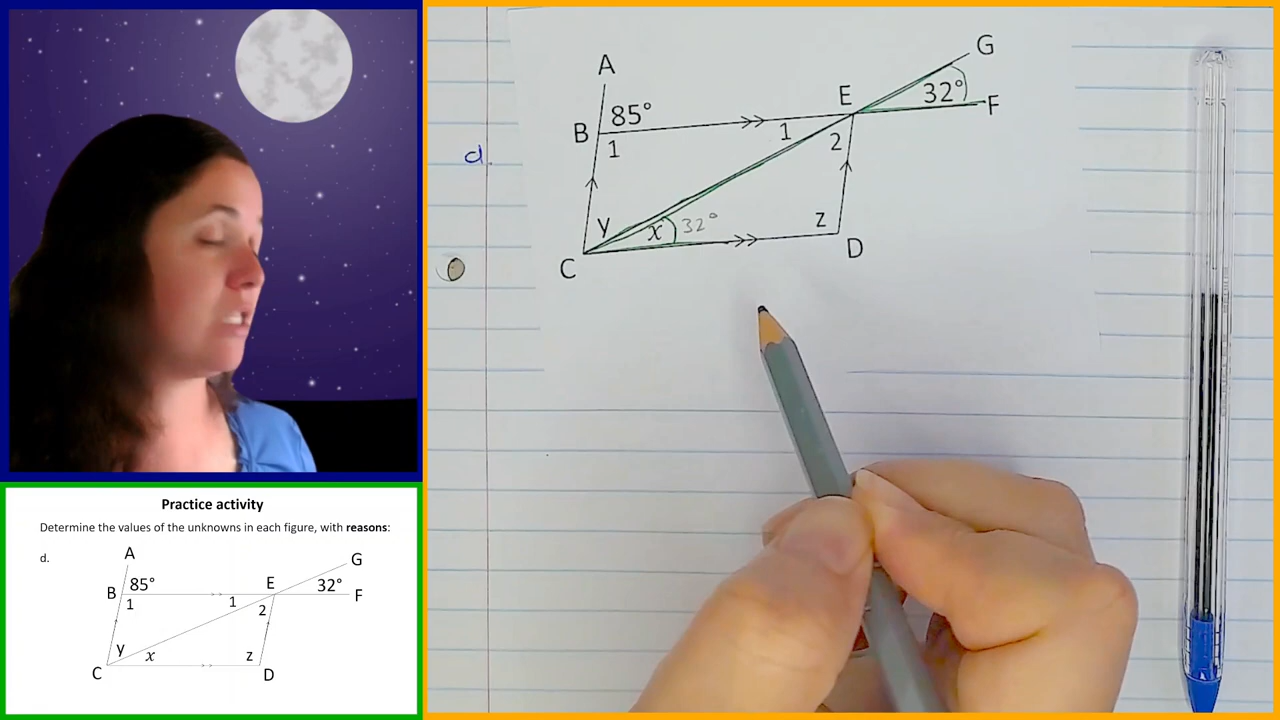 Practice activity
Determine the values of the unknowns in each figure, with reasons:
d.
A
G
B 85° E 32° F
1 1 2
y x z
C D
d.
A
G
E 32° F
B 85°
1 1 2
y x 32° z
C D